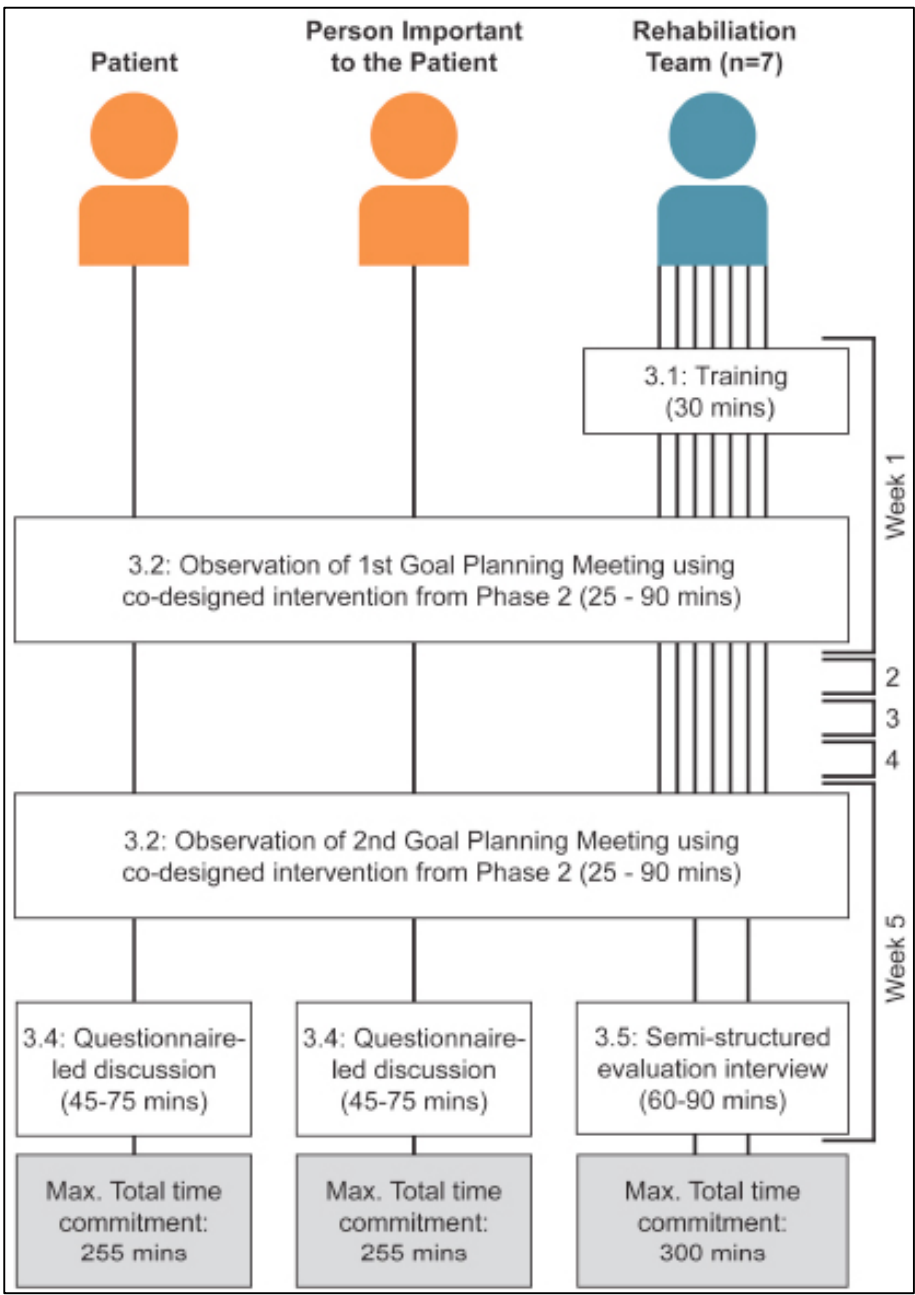 Patient
Person Important
to the Patient
Rehabiliation
Team (n=7)
3.1: Training
(30 mins)
Week 1
3.2: Observation of 1st Goal Planning Meeting using
co-designed intervention from Phase 2 (25 - 90 mins)
2
3
4
3.2: Observation of 2nd Goal Planning Meeting using
co-designed intervention from Phase 2 (25 - 90 mins)
Week 5
3.4: Questionnaire-
led discussion
(45-75 mins)
3.4: Questionnaire-
led discussion
(45-75 mins)
3.5: Semi-structured
evaluation interview
(60-90 mins)
Max. Total time
commitment:
255 mins
Max. Total time
commitment:
255 mins
Max. Total time
commitment:
300 mins